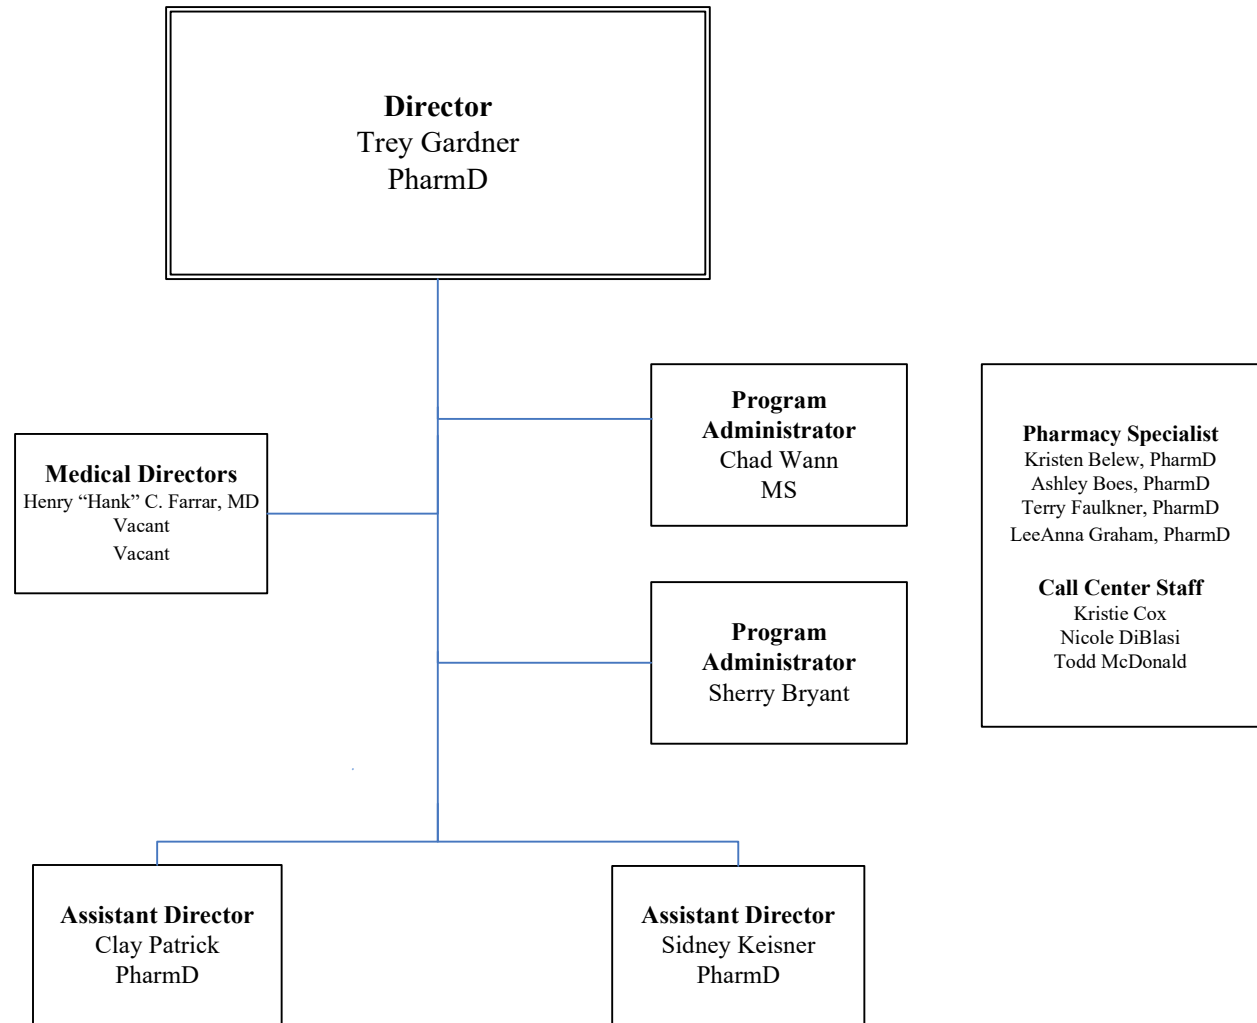 Director
Trey Gardner
PharmD
Program
Administrator
Chad Wann
MS
Pharmacy Specialist
Kristen Belew, PharmD
Ashley Boes, PharmD
Terry Faulkner, PharmD
LeeAnna Graham, PharmD
Call Center Staff
Kristie Cox
Nicole DiBlasi
Todd McDonald
Medical Directors
Henry “Hank” C. Farrar, MD
Vacant
Vacant
Program
Administrator
Sherry Bryant
Assistant Director
Clay Patrick
PharmD
Assistant Director
Sidney Keisner
PharmD